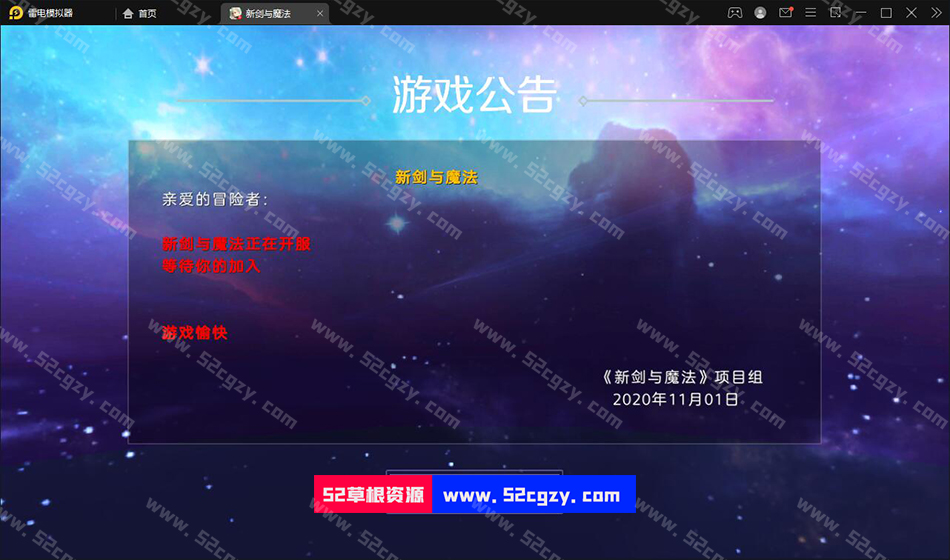 雷电模拟器
首页
新剑与魔法
游戏公告
新剑与魔法
亲爱的冒险者：
新剑与魔法正在开服
等待你的加入
游戏愉快
《新剑与魔法》项目组
2020年11月01日
52草根资源
www.52cgzy.com